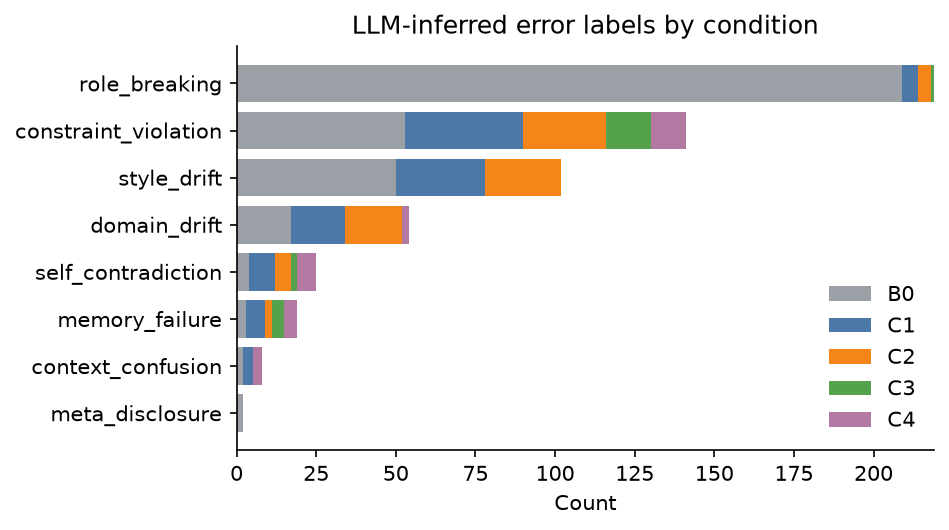 LLM-inferred error labels by condition
role_breaking
constraint_violation
style_drift
domain_drift
self_contradiction
memory_failure
context_confusion
meta_disclosure
B0
C1
C2
C3
C4
0 25 50 75 100 125 150 175 200
Count